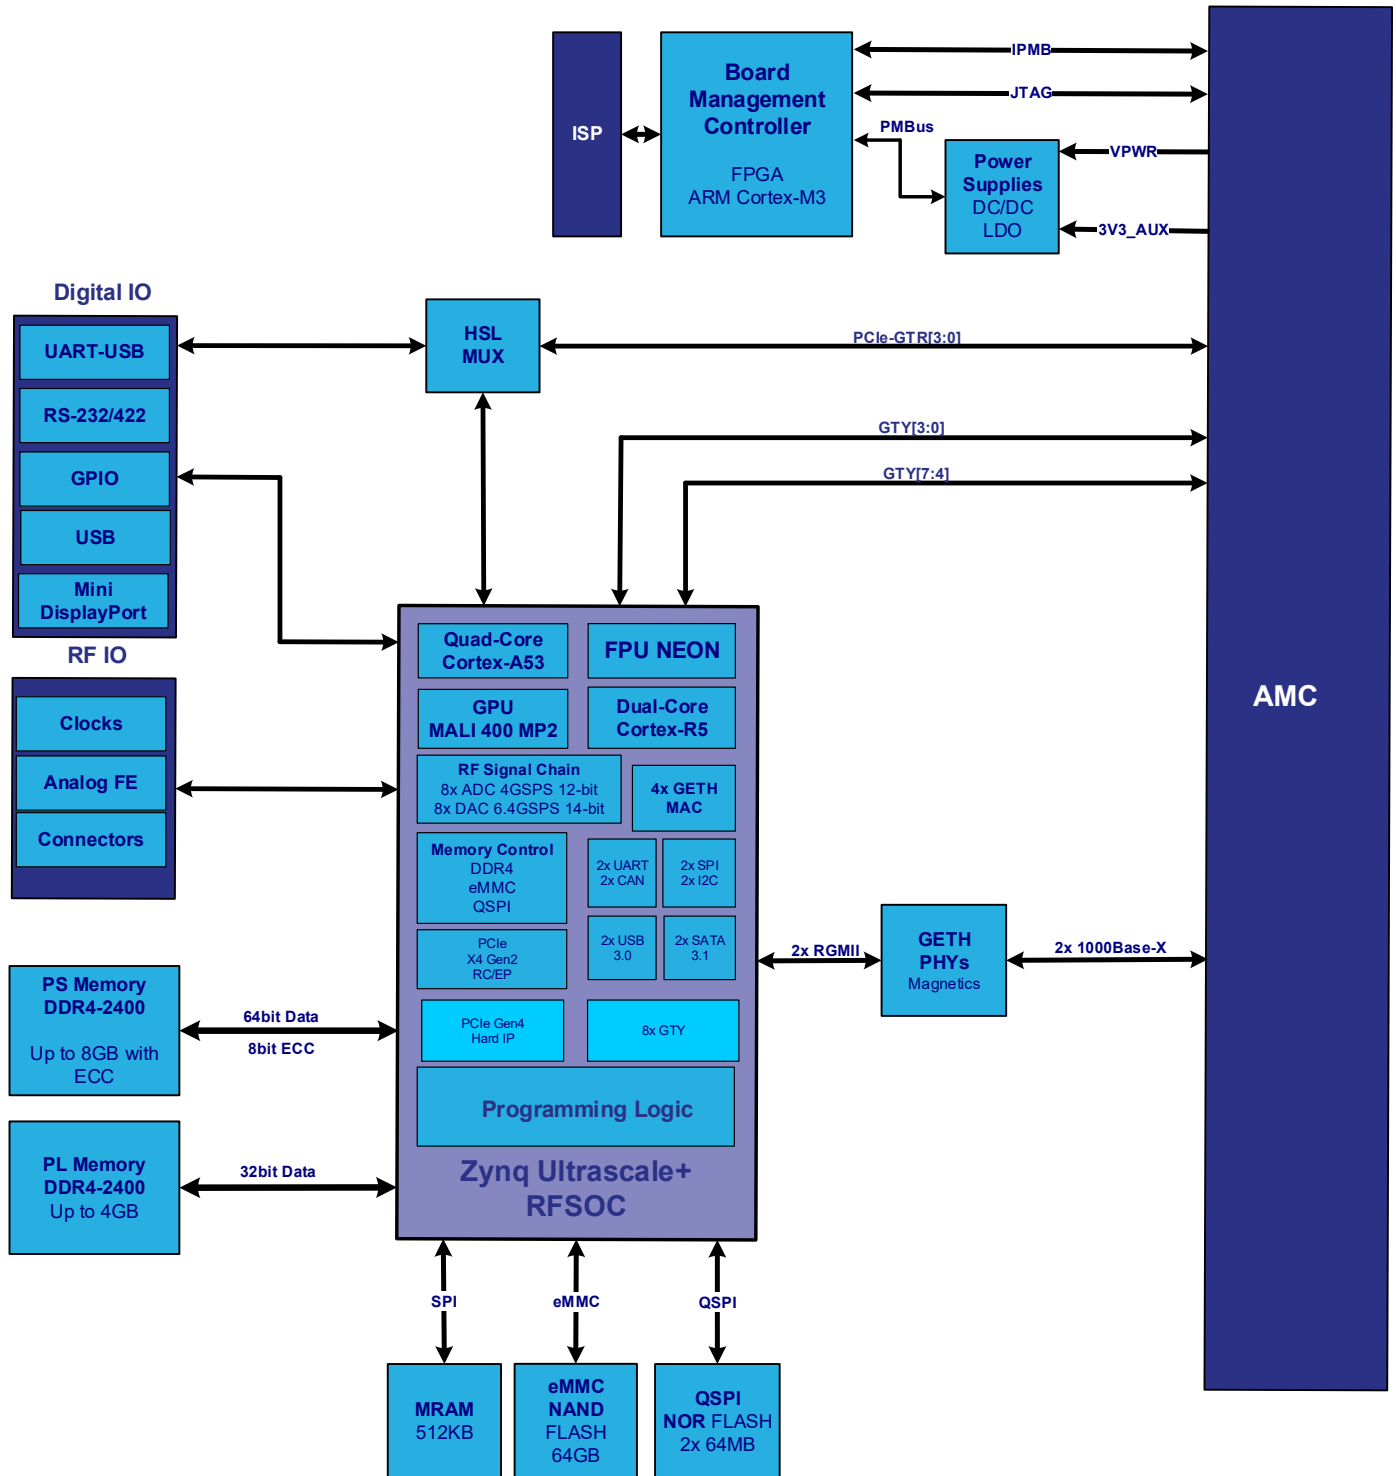 IPMB
JTAG
ISP
Board
Management
Controller
FPGA
ARM Cortex-M3
PMBus
Power
Supplies
DC/DC
LDO
VPWR
3V3_AUX
Digital IO
UART-USB
RS-232/422
GPIO
USB
Mini
DisplayPort
HSL
MUX
PCIe-GTR[3:0]
GTY[3:0]
GTY[7:4]
AMC
RF IO
Clocks
Analog FE
Connectors
Quad-Core
Cortex-A53
FPU NEON
GPU
MALI 400 MP2
Dual-Core
Cortex-R5
RF Signal Chain
8x ADC 4GSPS 12-bit
8x DAC 6.4GSPS 14-bit
4x GETH
MAC
Memory Control
DDR4
eMMC
QSPI
2x UART
2x CAN
2x SPI
2x I2C
PCIe
X4 Gen2
RC/EP
2x USB
3.0
2x SATA
3.1
PCIe Gen4
Hard IP
8x GTY
Programming Logic
Zynq Ultrascale+
RFSOC
2x RGMII
GETH
PHYs
Magnetics
2x 1000Base-X
PS Memory
DDR4-2400
Up to 8GB with
ECC
64bit Data
8bit ECC
PL Memory
DDR4-2400
Up to 4GB
32bit Data
SPI
eMMC
QSPI
MRAM
512KB
eMMC
NAND
FLASH
64GB
QSPI
NOR FLASH
2x 64MB